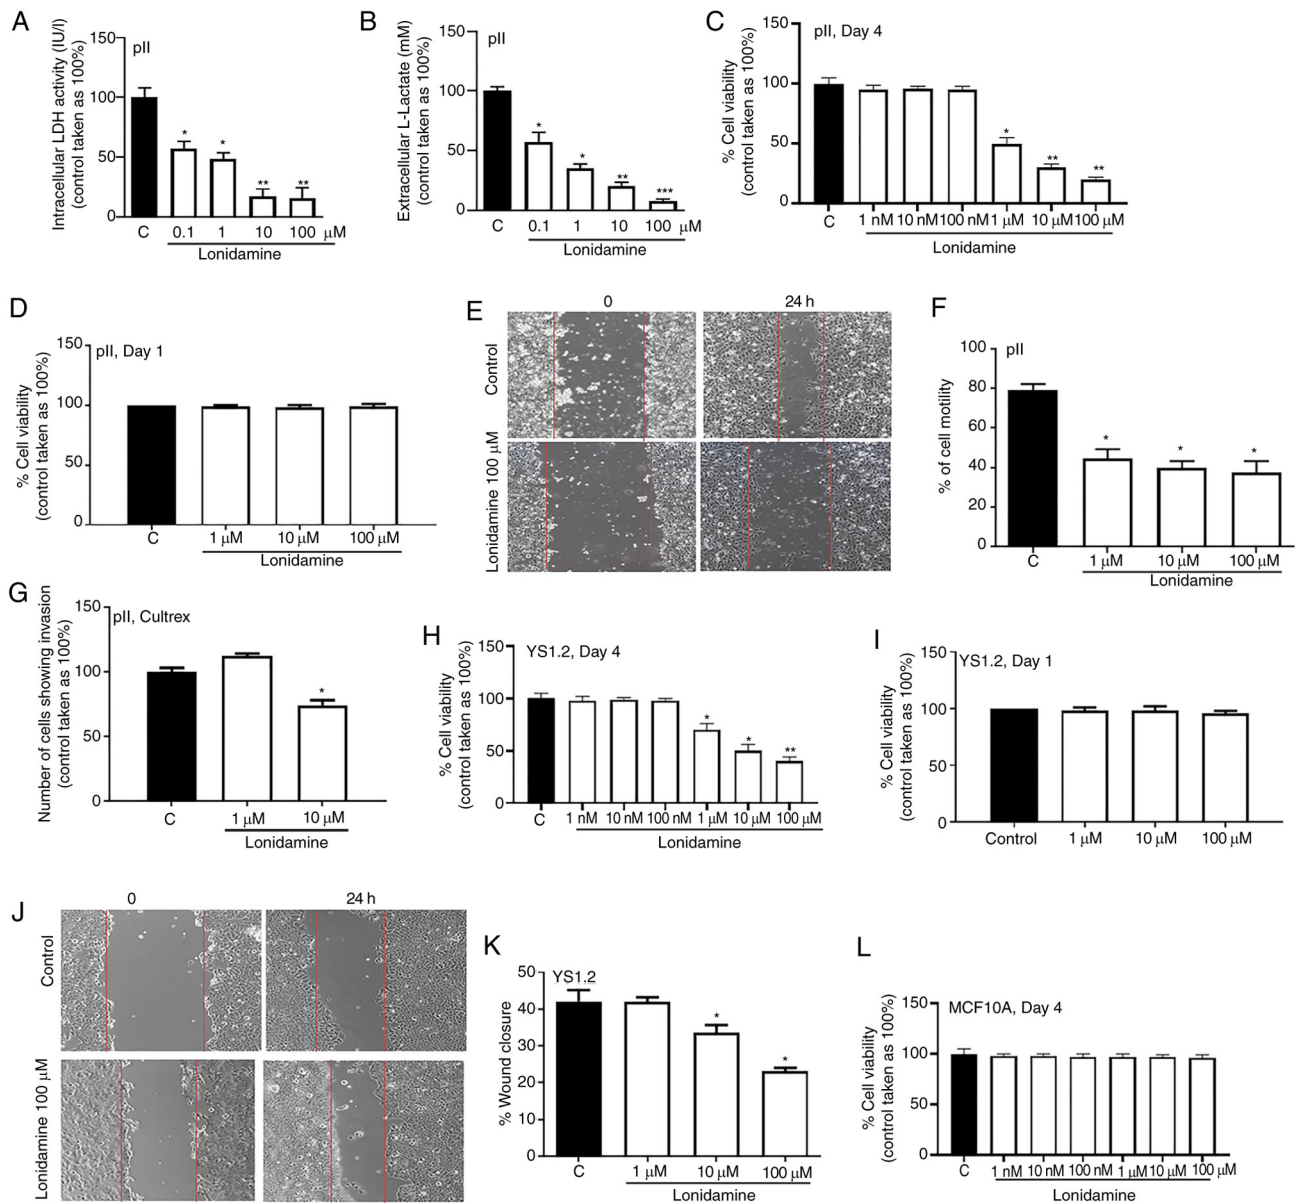 A
Intracellular LDH activity (IU/l)
(control taken as 100%)
150
100
50
0
pII
*
*
**
**
C 0.1 1 10 100 μM
Lonidamine
B
Extracellular L-Lactate (mM)
(control taken as 100%)
150
100
50
0
pII
*
*
**
***
C 0.1 1 10 100 μM
Lonidamine
C
% Cell viability
(control taken as 100%)
150
100
50
0
pII, Day 4
*
**
**
C 1 nM 10 nM 100 nM 1 μM 10 μM 100 μM
Lonidamine
D
% Cell viability
(control taken as 100%)
150
100
50
0
pII, Day 1
C 1 μM 10 μM 100 μM
Lonidamine
E
0 24 h
Control
Lonidamine 100 μM
F
% of cell motility
100
80
60
40
20
0
pII
*
*
*
C 1 μM 10 μM 100 μM
Lonidamine
G
Number of cells showing invasion
(control taken as 100%)
150
100
50
0
pII, Cultrex
*
C 1 μM 10 μM
Lonidamine
H
% Cell viability
(control taken as 100%)
150
100
50
0
YS1.2, Day 4
*
*
**
C 1 nM 10 nM 100 nM 1 μM 10 μM 100 μM
Lonidamine
I
% Cell viability
(control taken as 100%)
150
100
50
0
YS1.2, Day 1
Control 1 μM 10 μM 100 μM
J
0 24 h
Control
Lonidamine 100 μM
K
% Wound closure
50
40
30
20
10
0
YS1.2
*
*
C 1 μM 10 μM 100 μM
Lonidamine
L
% Cell viability
(control taken as 100%)
150
100
50
0
MCF10A, Day 4
C 1 nM 10 nM 100 nM 1 μM 10 μM 100 μM
Lonidamine